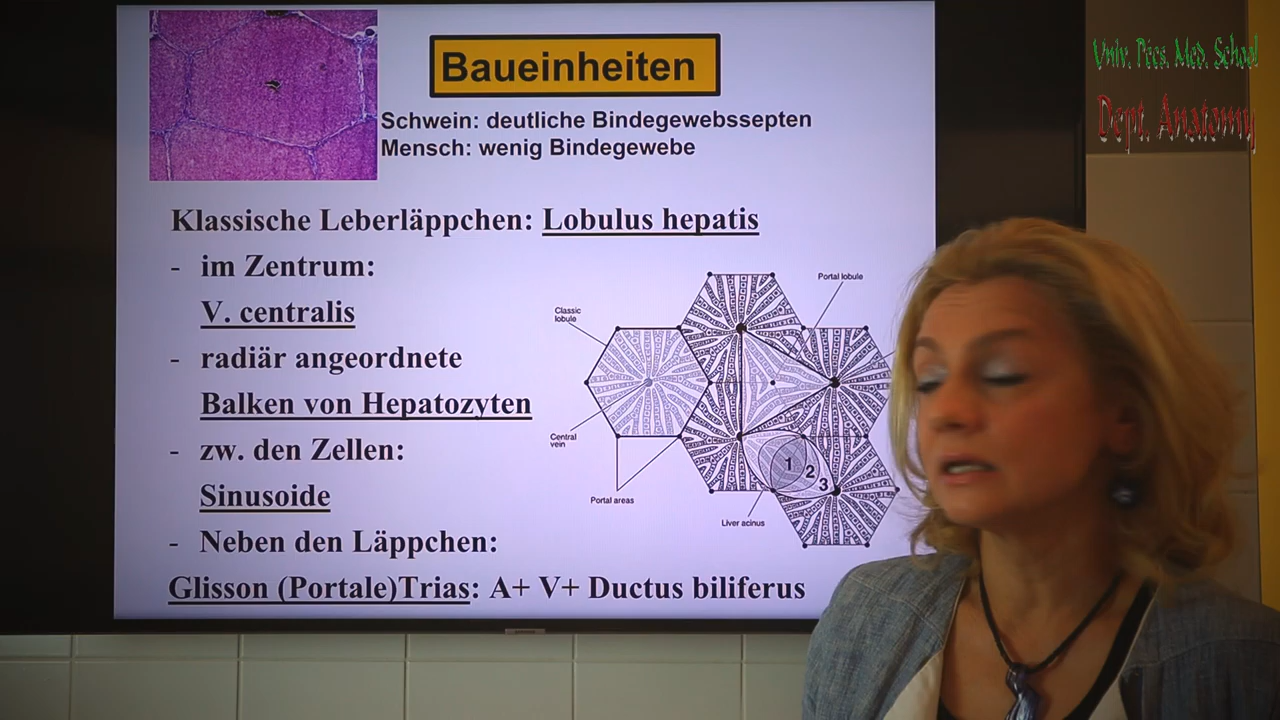 Univ. Pécs. Med. School
Dept. Anatomy
Baueinheiten
Schwein: deutliche Bindegewebssepten
Mensch: wenig Bindegewebe
Klassische Leberläppchen: Lobulus hepatis
- im Zentrum:
V. centralis
- radiär angeordnete
Balken von Hepatozyten
- zw. den Zellen:
Sinusoide
- Neben den Läppchen:
Glisson (Portale)Trias: A+ V+ Ductus biliferus
Portal lobule
Classic
lobule
Central
vein
Portal areas
Liver acinus
1
2
3